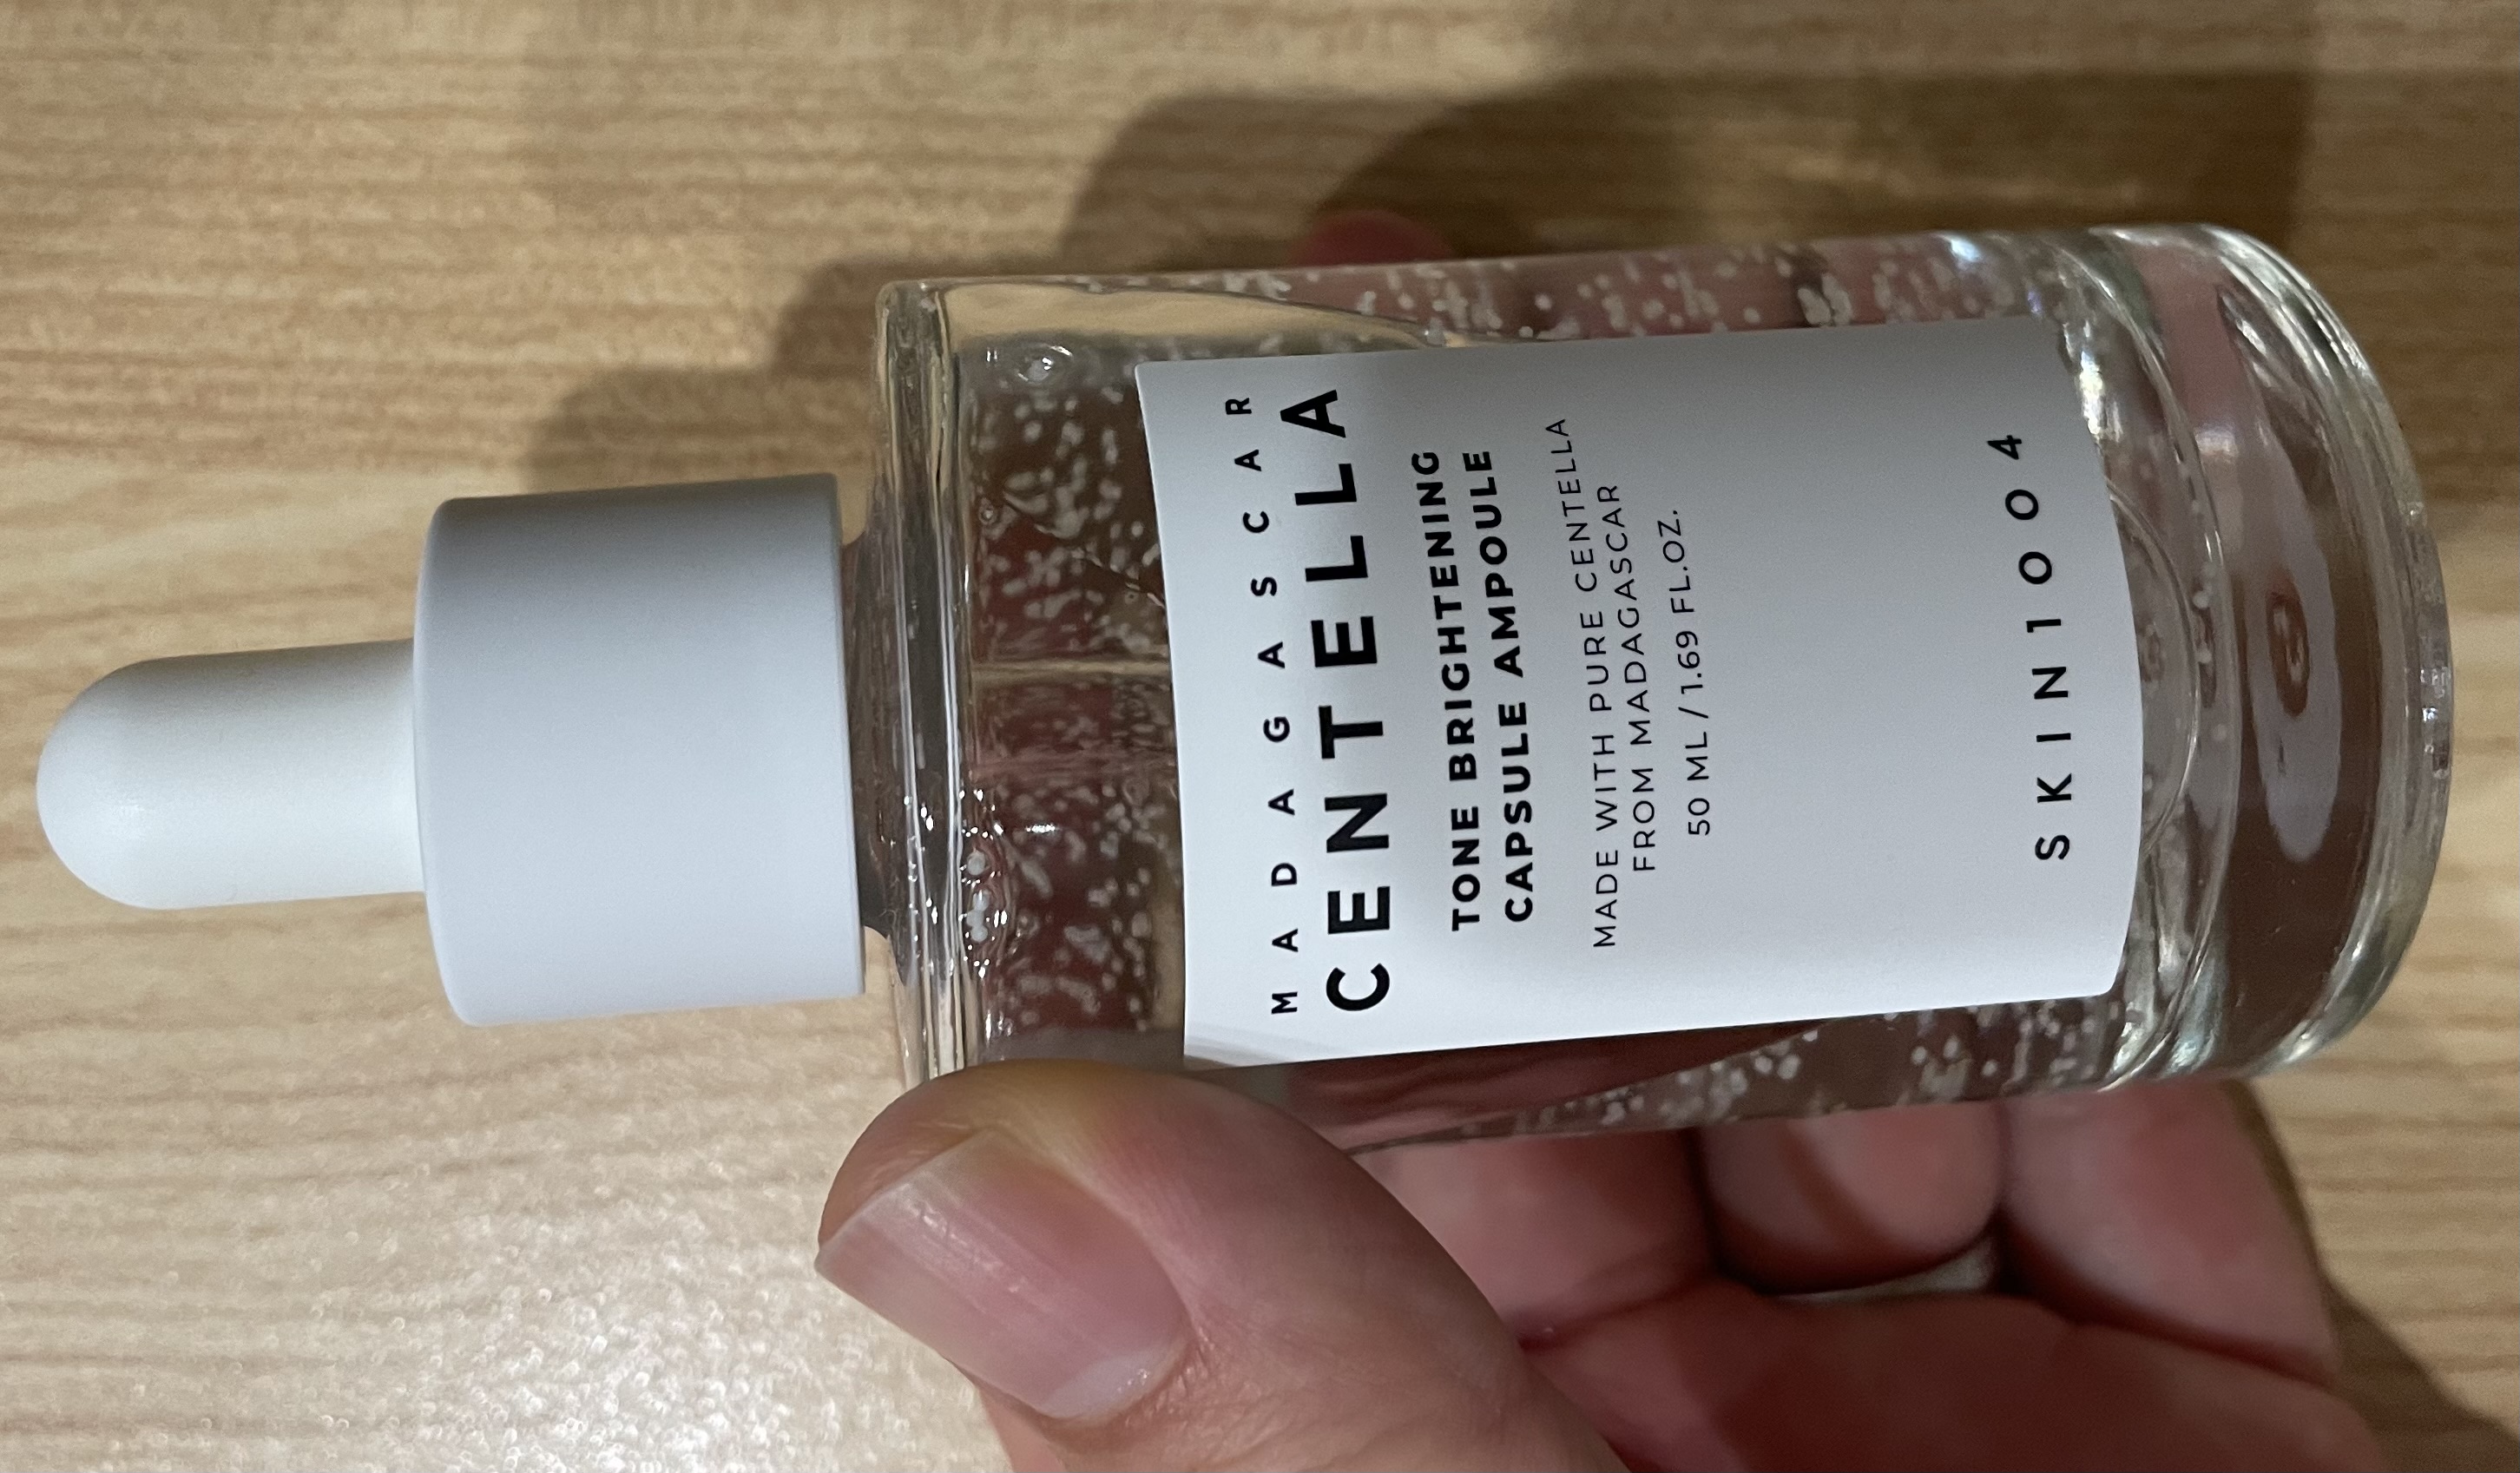 MADAGASCAR
CENTELLA
TONE BRIGHTENING
CAPSULE AMPOULE
MADE WITH PURE CENTELLA
FROM MADAGASCAR
50 ML / 1.69 FL.OZ.
SKIN1004